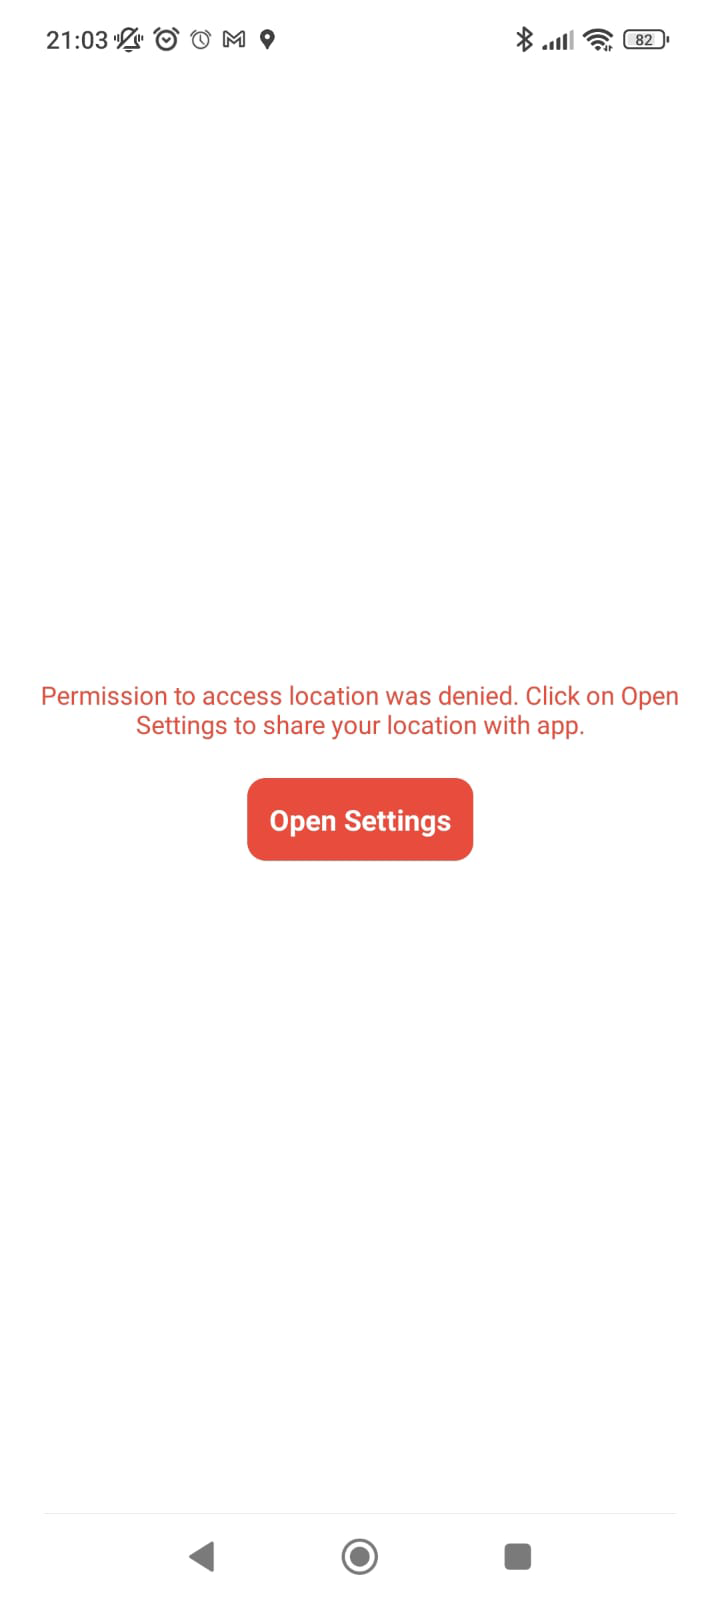 21:03
82
Permission to access location was denied. Click on Open
Settings to share your location with app.
Open Settings